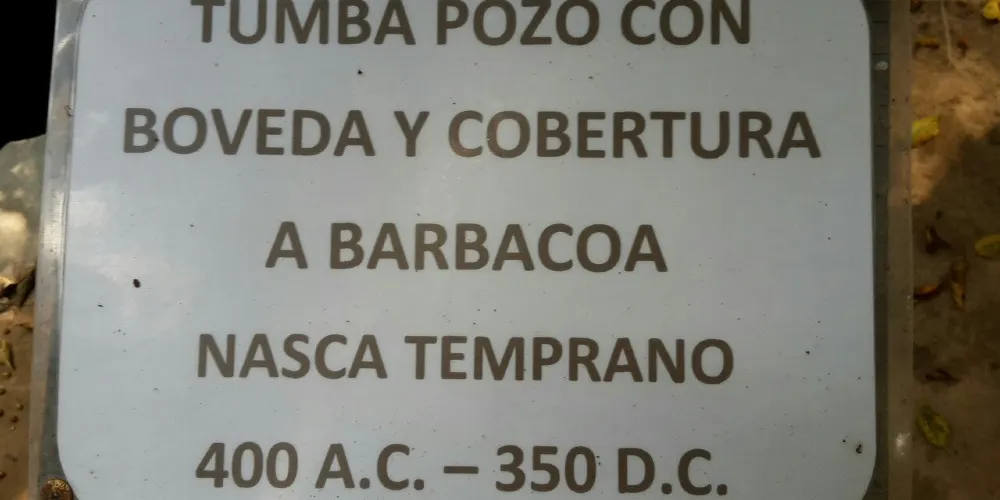 TUMBA POZO CON
BOVEDA Y COBERTURA
A BARBACOA
NASCA TEMPRANO
400 A.C. – 350 D.C.